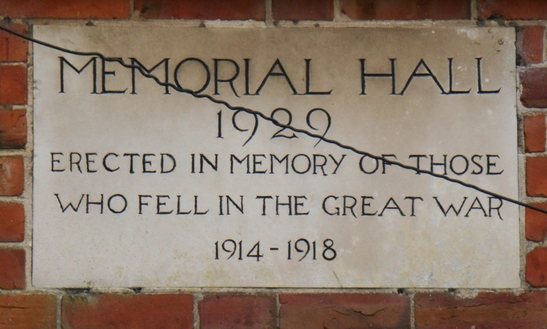 MEMORIAL HALL
1929
ERECTED IN MEMORY OF THOSE
WHO FELL IN THE GREAT WAR
1914-1918